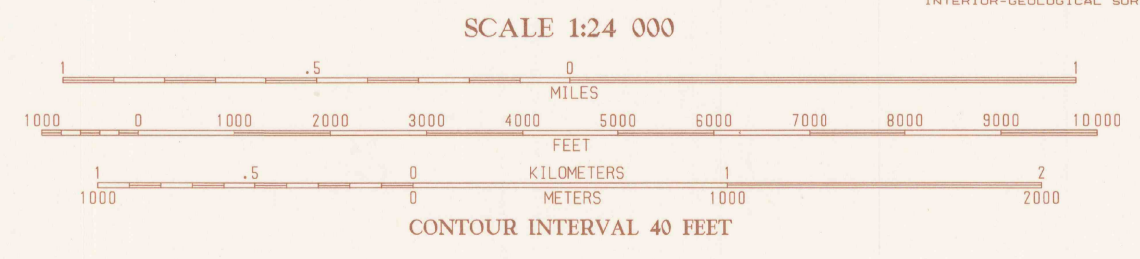 INTERIOR-GEOLOGICAL
SCALE 1:24 000
1 .5 0 1
MILES
1000 0 1000 2000 3000 4000 5000 6000 7000 8000 9000 10 000
FEET
1 .5 0 KILOMETERS 1 2
1000 0 METERS 1000 2000
CONTOUR INTERVAL 40 FEET